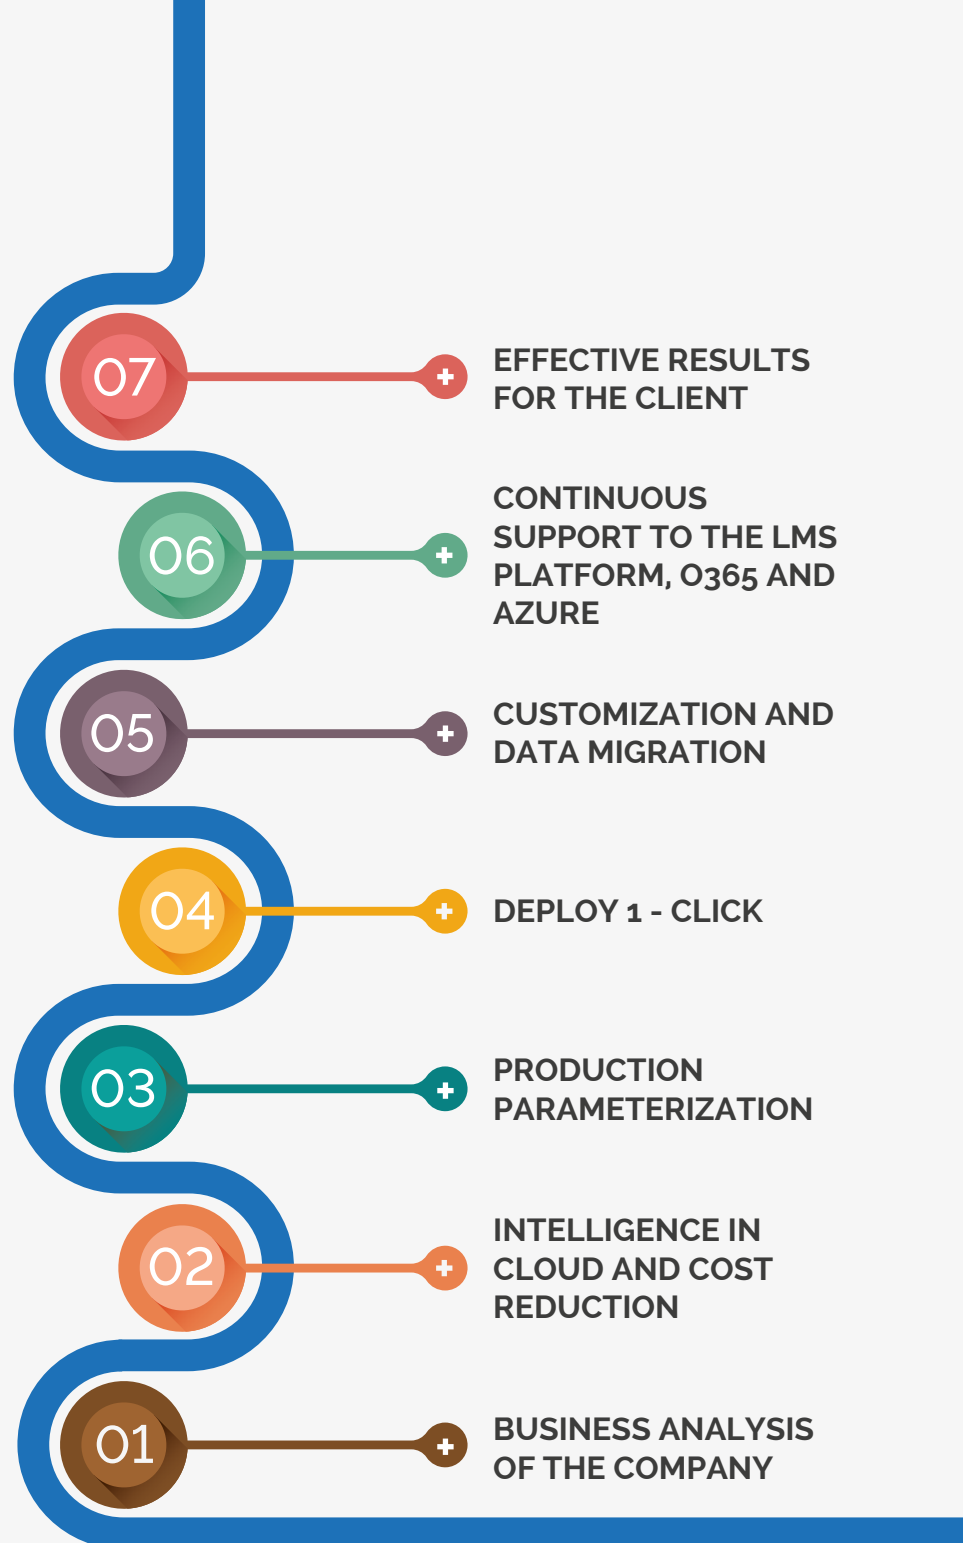 07
EFFECTIVE RESULTS
FOR THE CLIENT
06
CONTINUOUS
SUPPORT TO THE LMS
PLATFORM, O365 AND
AZURE
05
CUSTOMIZATION AND
DATA MIGRATION
04
DEPLOY 1 - CLICK
03
PRODUCTION
PARAMETERIZATION
02
INTELLIGENCE IN
CLOUD AND COST
REDUCTION
01
BUSINESS ANALYSIS
OF THE COMPANY